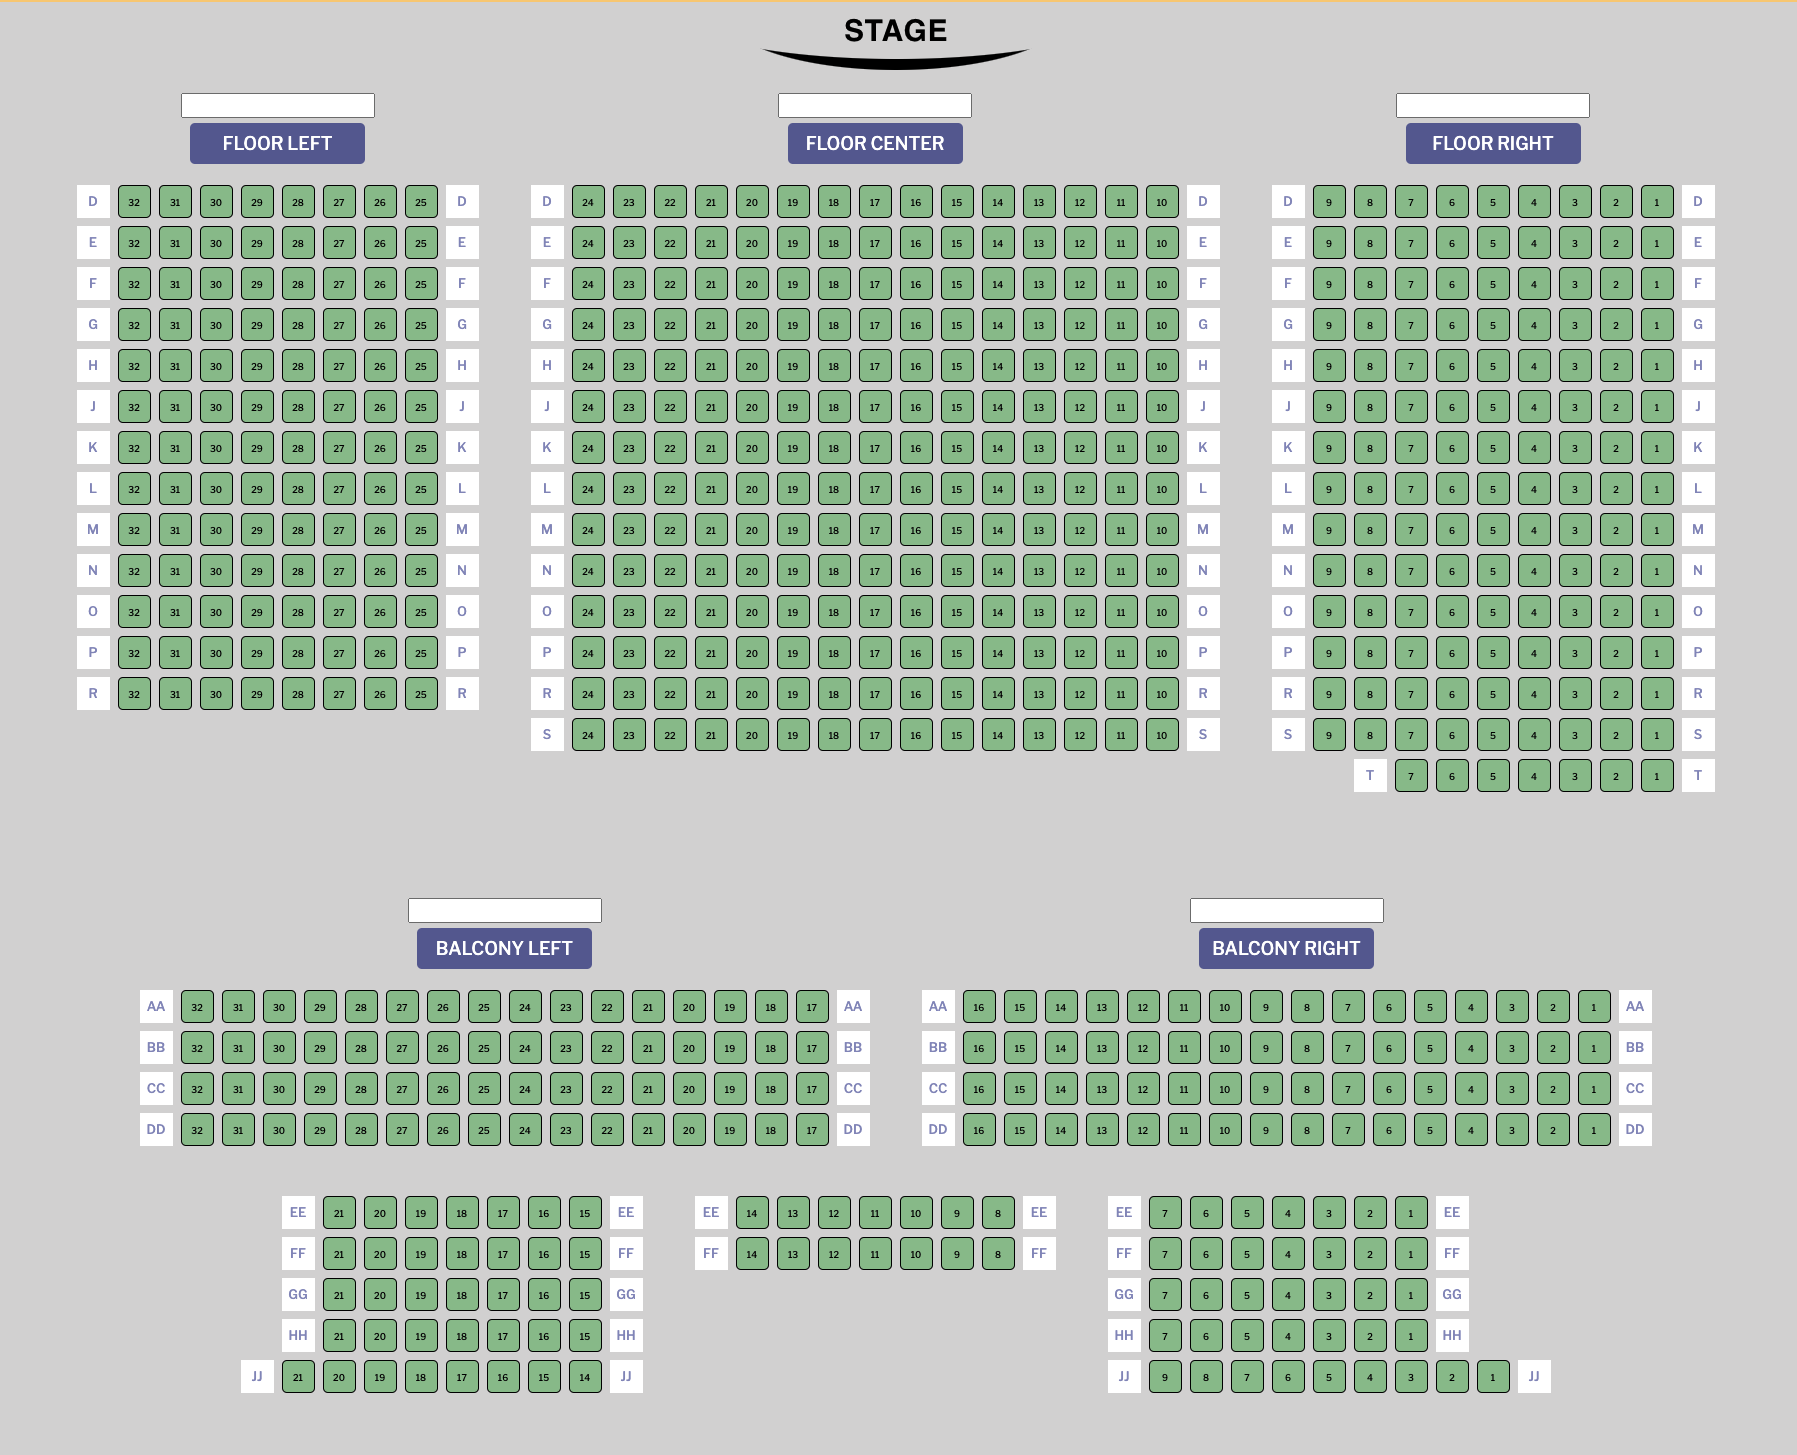 STAGE
FLOOR LEFT FLOOR CENTER FLOOR RIGHT
D 32 31 30 29 28 27 26 25 D D 24 23 22 21 20 19 18 17 16 15 14 13 12 11 10 D D 9 8 7 6 5 4 3 2 1 D
E 32 31 30 29 28 27 26 25 E E 24 23 22 21 20 19 18 17 16 15 14 13 12 11 10 E E 9 8 7 6 5 4 3 2 1 E
F 32 31 30 29 28 27 26 25 F F 24 23 22 21 20 19 18 17 16 15 14 13 12 11 10 F F 9 8 7 6 5 4 3 2 1 F
G 32 31 30 29 28 27 26 25 G G 24 23 22 21 20 19 18 17 16 15 14 13 12 11 10 G G 9 8 7 6 5 4 3 2 1 G
H 32 31 30 29 28 27 26 25 H H 24 23 22 21 20 19 18 17 16 15 14 13 12 11 10 H H 9 8 7 6 5 4 3 2 1 H
J 32 31 30 29 28 27 26 25 J J 24 23 22 21 20 19 18 17 16 15 14 13 12 11 10 J J 9 8 7 6 5 4 3 2 1 J
K 32 31 30 29 28 27 26 25 K K 24 23 22 21 20 19 18 17 16 15 14 13 12 11 10 K K 9 8 7 6 5 4 3 2 1 K
L 32 31 30 29 28 27 26 25 L L 24 23 22 21 20 19 18 17 16 15 14 13 12 11 10 L L 9 8 7 6 5 4 3 2 1 L
M 32 31 30 29 28 27 26 25 M M 24 23 22 21 20 19 18 17 16 15 14 13 12 11 10 M M 9 8 7 6 5 4 3 2 1 M
N 32 31 30 29 28 27 26 25 N N 24 23 22 21 20 19 18 17 16 15 14 13 12 11 10 N N 9 8 7 6 5 4 3 2 1 N
O 32 31 30 29 28 27 26 25 O O 24 23 22 21 20 19 18 17 16 15 14 13 12 11 10 O O 9 8 7 6 5 4 3 2 1 O
P 32 31 30 29 28 27 26 25 P P 24 23 22 21 20 19 18 17 16 15 14 13 12 11 10 P P 9 8 7 6 5 4 3 2 1 P
R 32 31 30 29 28 27 26 25 R R 24 23 22 21 20 19 18 17 16 15 14 13 12 11 10 R R 9 8 7 6 5 4 3 2 1 R
S 24 23 22 21 20 19 18 17 16 15 14 13 12 11 10 S S 9 8 7 6 5 4 3 2 1 S
T 7 6 5 4 3 2 1 T
BALCONY LEFT BALCONY RIGHT
AA 32 31 30 29 28 27 26 25 24 23 22 21 20 19 18 17 AA AA 16 15 14 13 12 11 10 9 8 7 6 5 4 3 2 1 AA
BB 32 31 30 29 28 27 26 25 24 23 22 21 20 19 18 17 BB BB 16 15 14 13 12 11 10 9 8 7 6 5 4 3 2 1 BB
CC 32 31 30 29 28 27 26 25 24 23 22 21 20 19 18 17 CC CC 16 15 14 13 12 11 10 9 8 7 6 5 4 3 2 1 CC
DD 32 31 30 29 28 27 26 25 24 23 22 21 20 19 18 17 DD DD 16 15 14 13 12 11 10 9 8 7 6 5 4 3 2 1 DD
EE 21 20 19 18 17 16 15 EE EE 14 13 12 11 10 9 8 EE EE 7 6 5 4 3 2 1 EE
FF 21 20 19 18 17 16 15 FF FF 14 13 12 11 10 9 8 FF FF 7 6 5 4 3 2 1 FF
GG 21 20 19 18 17 16 15 GG GG 7 6 5 4 3 2 1 GG
HH 21 20 19 18 17 16 15 HH HH 7 6 5 4 3 2 1 HH
JJ 21 20 19 18 17 16 15 14 JJ JJ 9 8 7 6 5 4 3 2 1 JJ